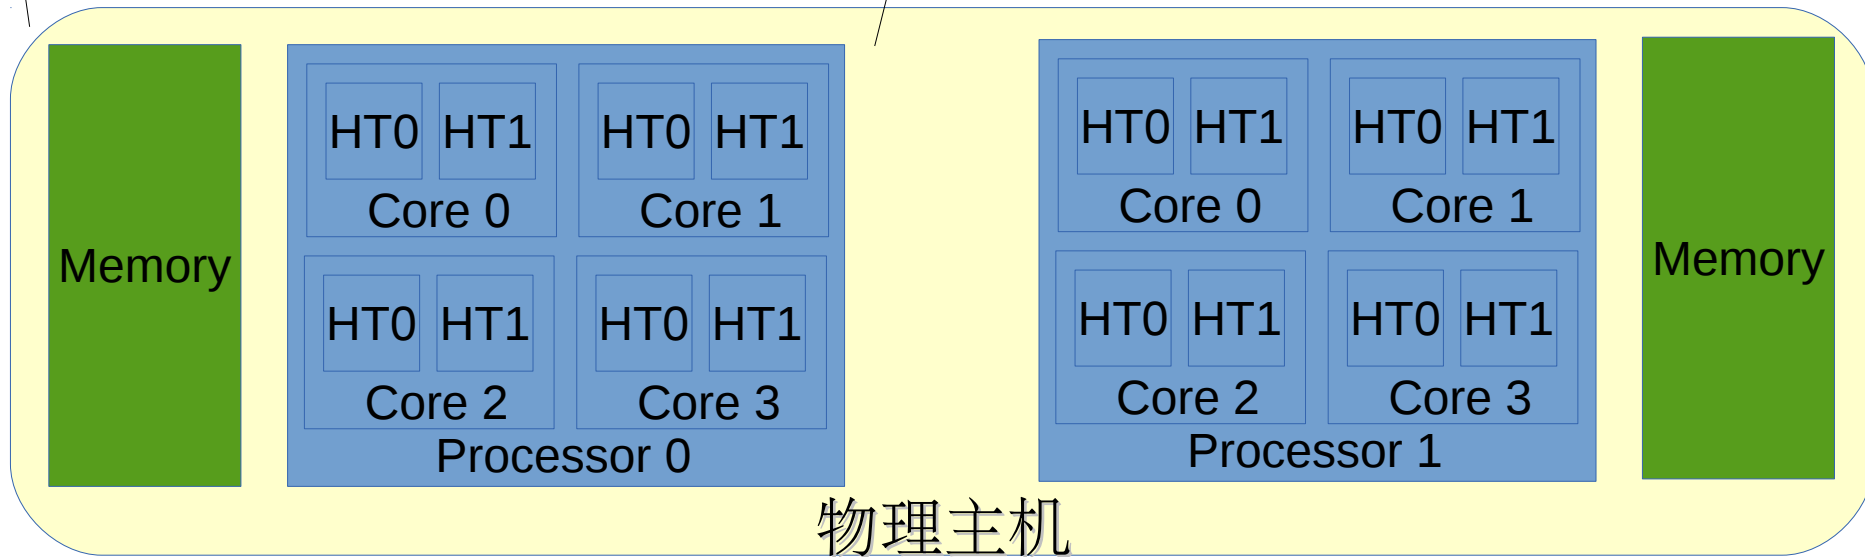 Memory
HT0 HT1
Core 0
HT0 HT1
Core 1
HT0 HT1
Core 2
HT0 HT1
Core 3
Processor 0
HT0 HT1
Core 0
HT0 HT1
Core 1
HT0 HT1
Core 2
HT0 HT1
Core 3
Processor 1
Memory
物理主机